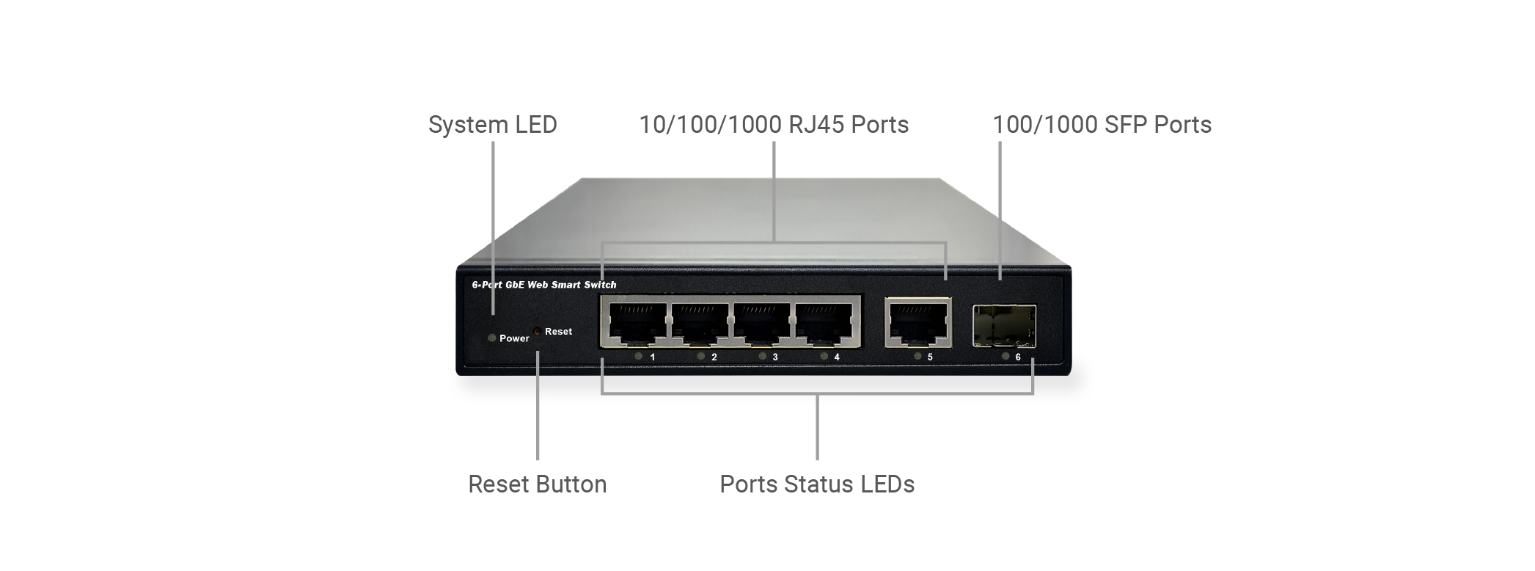 System LED
10/100/1000 RJ45 Ports
100/1000 SFP Ports
6-Port GbE Web Smart Switch
Power
Reset
1
2
3
4
5
6
Reset Button
Ports Status LEDs